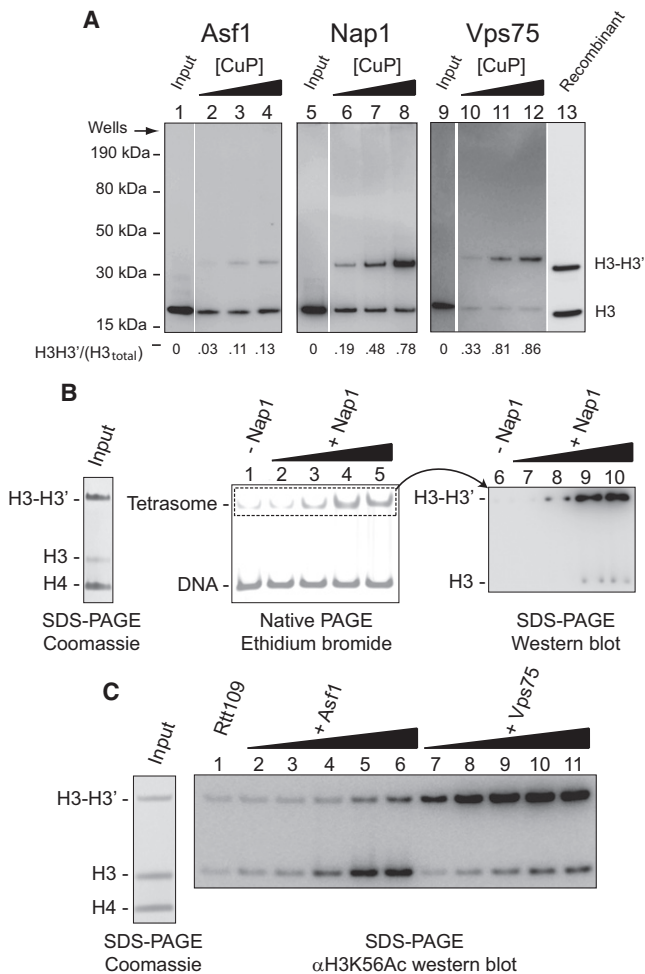 A
Asf1 Nap1 Vps75
Input [CuP] Input [CuP] Input [CuP] Recombinant
1 2 3 4 5 6 7 8 9 10 11 12 13
Wells
190 kDa
80 kDa
50 kDa
30 kDa
15 kDa
H3-H3'
H3
H3H3'/(H3total) 0 .03 .11 .13 0 .19 .48 .78 0 .33 .81 .86
B
Input
H3-H3' -
H3 -
H4 -
SDS-PAGE
Coomassie
- Nap1 + Nap1
1 2 3 4 5
Tetrasome -
DNA -
Native PAGE
Ethidium bromide
- Nap1 + Nap1
6 7 8 9 10
H3-H3' -
H3 -
SDS-PAGE
Western blot
C
Input
H3-H3' -
H3 -
H4 -
SDS-PAGE
Coomassie
Rtt109 + Asf1 + Vps75
1 2 3 4 5 6 7 8 9 10 11
SDS-PAGE
αH3K56Ac western blot